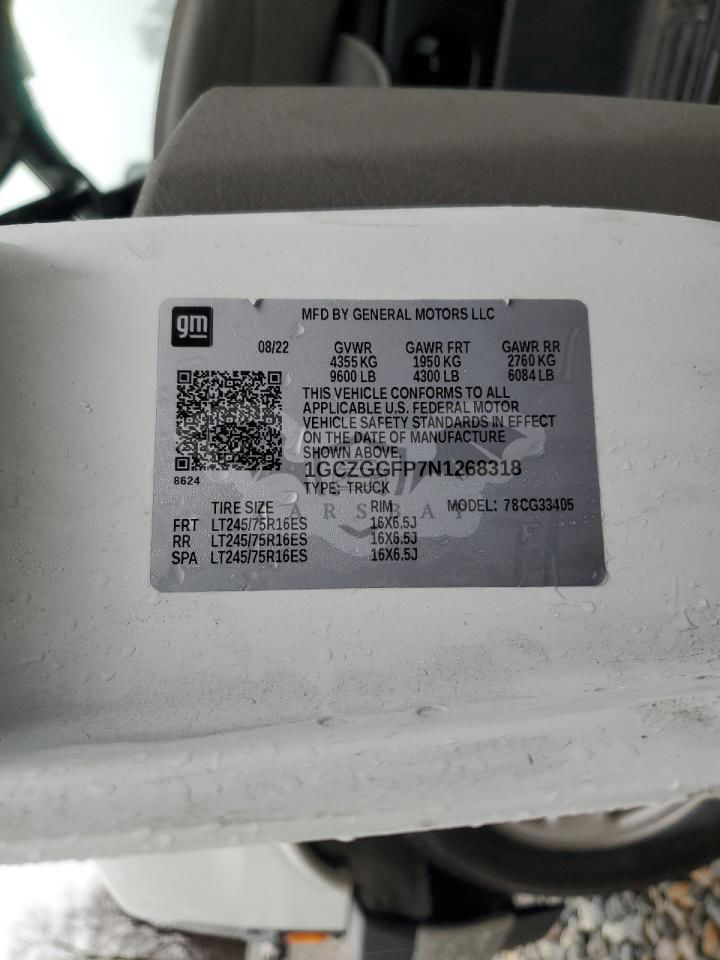 gm
MFD BY GENERAL MOTORS LLC
08/22 GVWR GAWR FRT GAWR RR
4355 KG 1950 KG 2760 KG
9600 LB 4300 LB 6084 LB
THIS VEHICLE CONFORMS TO ALL
APPLICABLE U.S. FEDERAL MOTOR
VEHICLE SAFETY STANDARDS IN EFFECT
ON THE DATE OF MANUFACTURE
SHOWN ABOVE.
1GCZGGFP7N1268318
8624
TYPE: TRUCK
TIRE SIZE RIM MODEL: 78CG33405
CARSBAT
FRT LT245/75R16ES 16X6.5J
RR LT245/75R16ES 16X6.5J
SPA LT245/75R16ES 16X6.5J